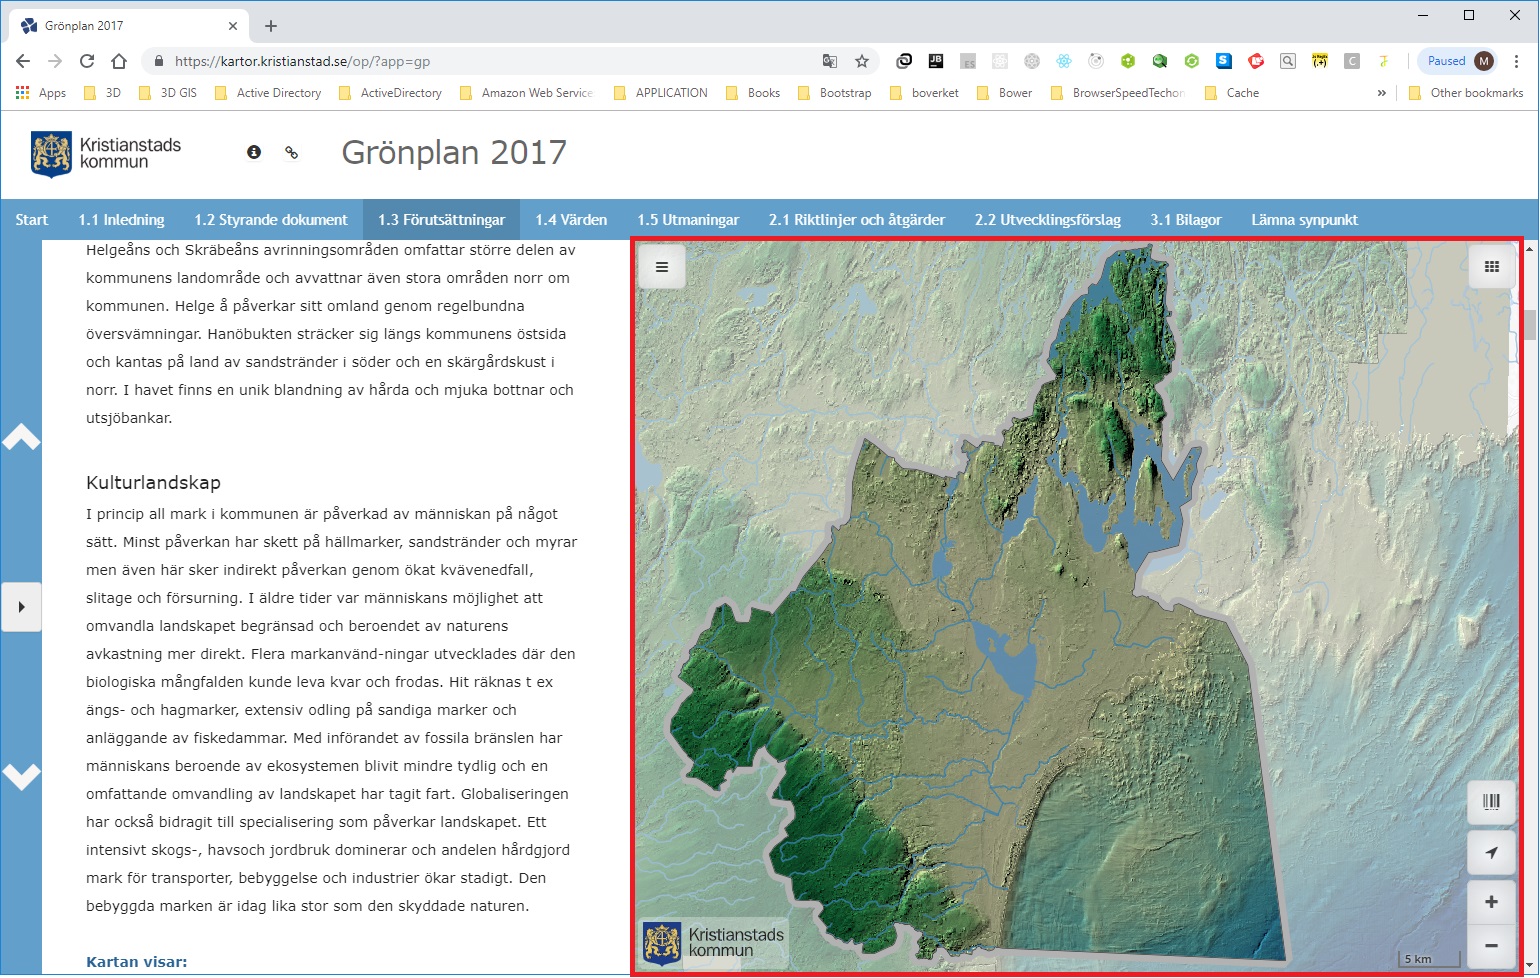 Grönplan 2017
https://kartor.kristianstad.se/op/?app=gp
JB
ES
S
C
Paused
M
Apps
3D
3D GIS
Active Directory
ActiveDirectory
Amazon Web Service
APPLICATION
Books
Bootstrap
boverket
Bower
BrowserSpeedTechon
Cache
»
Other bookmarks
Kristianstads
kommun
Grönplan 2017
Start
1.1 Inledning
1.2 Styrande dokument
1.3 Förutsättningar
1.4 Värden
1.5 Utmaningar
2.1 Riktlinjer och åtgärder
2.2 Utvecklingsförslag
3.1 Bilagor
Lämna synpunkt
Helgeåns och Skräbeåns avrinningsområden omfattar större delen av
kommunens landområde och avvattnar även stora områden norr om
kommunen. Helge å påverkar sitt omland genom regelbundna
översvämningar. Hanöbukten sträcker sig längs kommunens östsida
och kantas på land av sandstränder i söder och en skärgårdskust i
norr. I havet finns en unik blandning av hårda och mjuka bottnar och
utsjöbankar.
Kulturlandskap
I princip all mark i kommunen är påverkad av människan på något
sätt. Minst påverkan har skett på hällmarker, sandstränder och myrar
men även här sker indirekt påverkan genom ökat kvävenedfall,
slitage och försurning. I äldre tider var människans möjlighet att
omvandla landskapet begränsad och beroendet av naturens
avkastning mer direkt. Flera markanvänd-ningar utvecklades där den
biologiska mångfalden kunde leva kvar och frodas. Hit räknas t ex
ängs- och hagmarker, extensiv odling på sandiga marker och
anläggande av fiskedammar. Med införandet av fossila bränslen har
människans beroende av ekosystemen blivit mindre tydlig och en
omfattande omvandling av landskapet har tagit fart. Globaliseringen
har också bidragit till specialisering som påverkar landskapet. Ett
intensivt skogs-, havsoch jordbruk dominerar och andelen hårdgjord
mark för transporter, bebyggelse och industrier ökar stadigt. Den
bebyggda marken är idag lika stor som den skyddade naturen.
Kartan visar:
Kristianstads
kommun
5 km